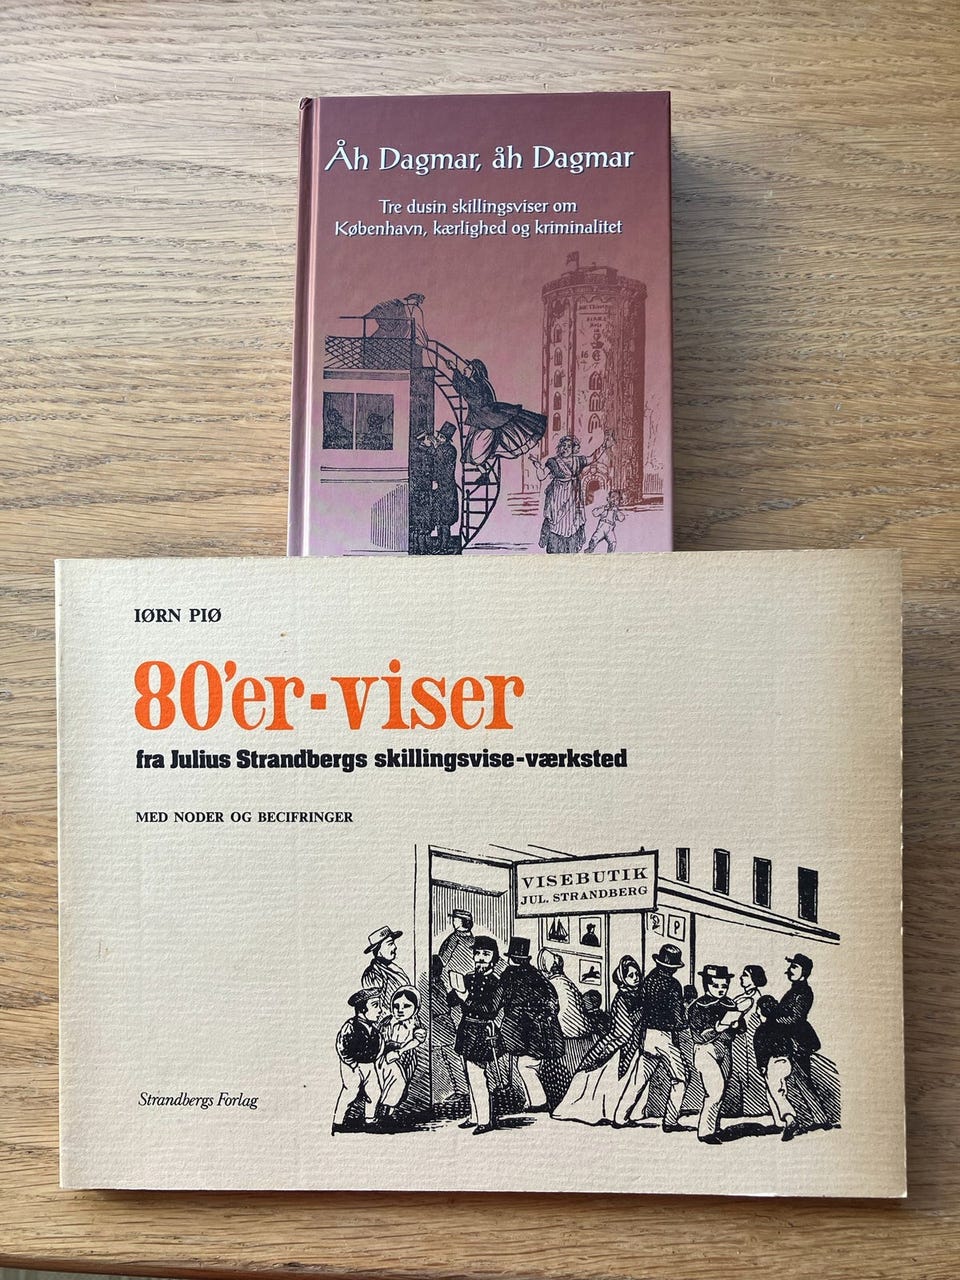 Åh Dagmar, åh Dagmar
Tre dusin skillingsviser om
København, kærlighed og kriminalitet
IØRN PIØ
80'er-viser
fra Julius Strandbergs skillingsvise-værksted
MED NODER OG BECIFRINGER
VISEBUTIK
JUL. STRANDBERG
Strandbergs Forlag